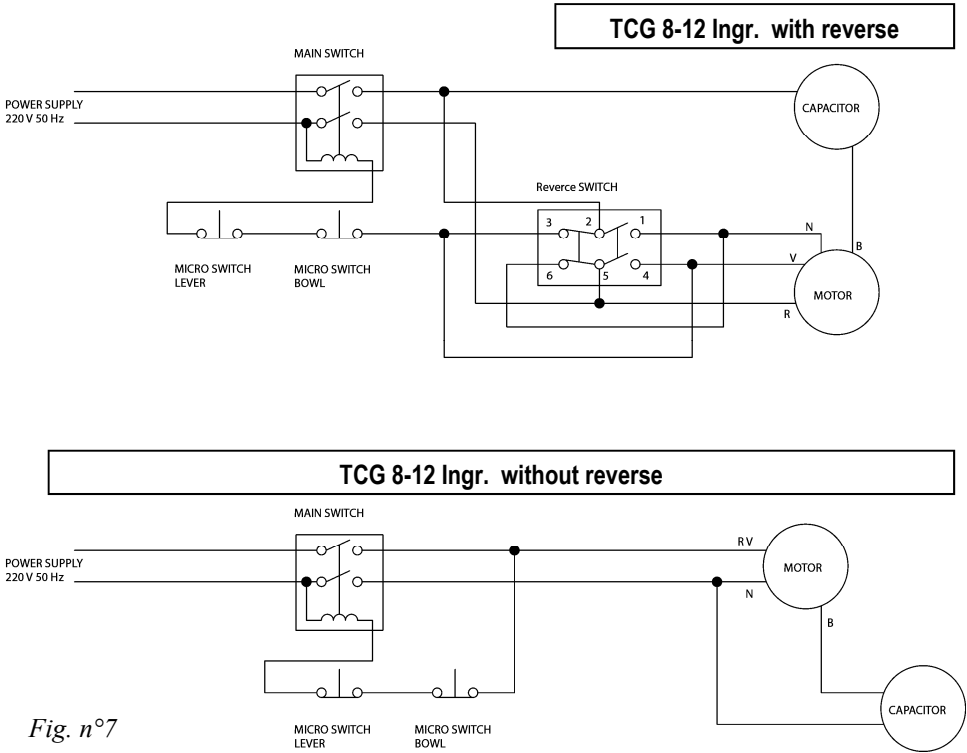 TCG 8-12 Ingr. with reverse
MAIN SWITCH
POWER SUPPLY
220 V 50 Hz
CAPACITOR
Reverce SWITCH
3 2 1
6 5 4
N
B
V
MOTOR
R
MICRO SWITCH
LEVER
MICRO SWITCH
BOWL
TCG 8-12 Ingr. without reverse
MAIN SWITCH
POWER SUPPLY
220 V 50 Hz
R V
MOTOR
N
B
CAPACITOR
MICRO SWITCH
LEVER
MICRO SWITCH
BOWL
Fig. n°7